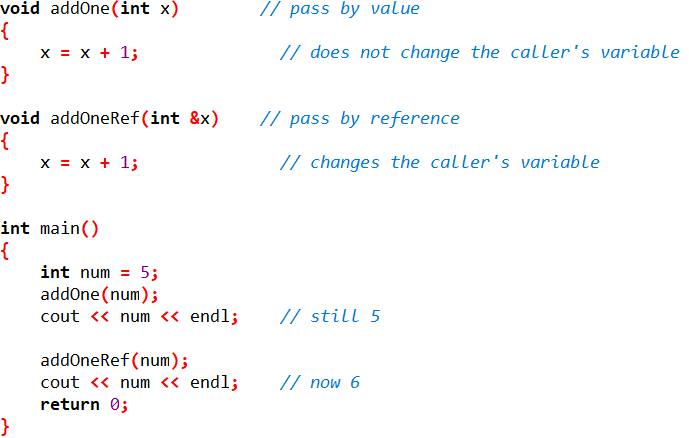 void addOne(int x)        // pass by value
{
    x = x + 1;              // does not change the caller's variable
}

void addOneRef(int &x)    // pass by reference
{
    x = x + 1;              // changes the caller's variable
}

int main()
{
    int num = 5;
    addOne(num);
    cout << num << endl;    // still 5

    addOneRef(num);
    cout << num << endl;    // now 6
    return 0;
}